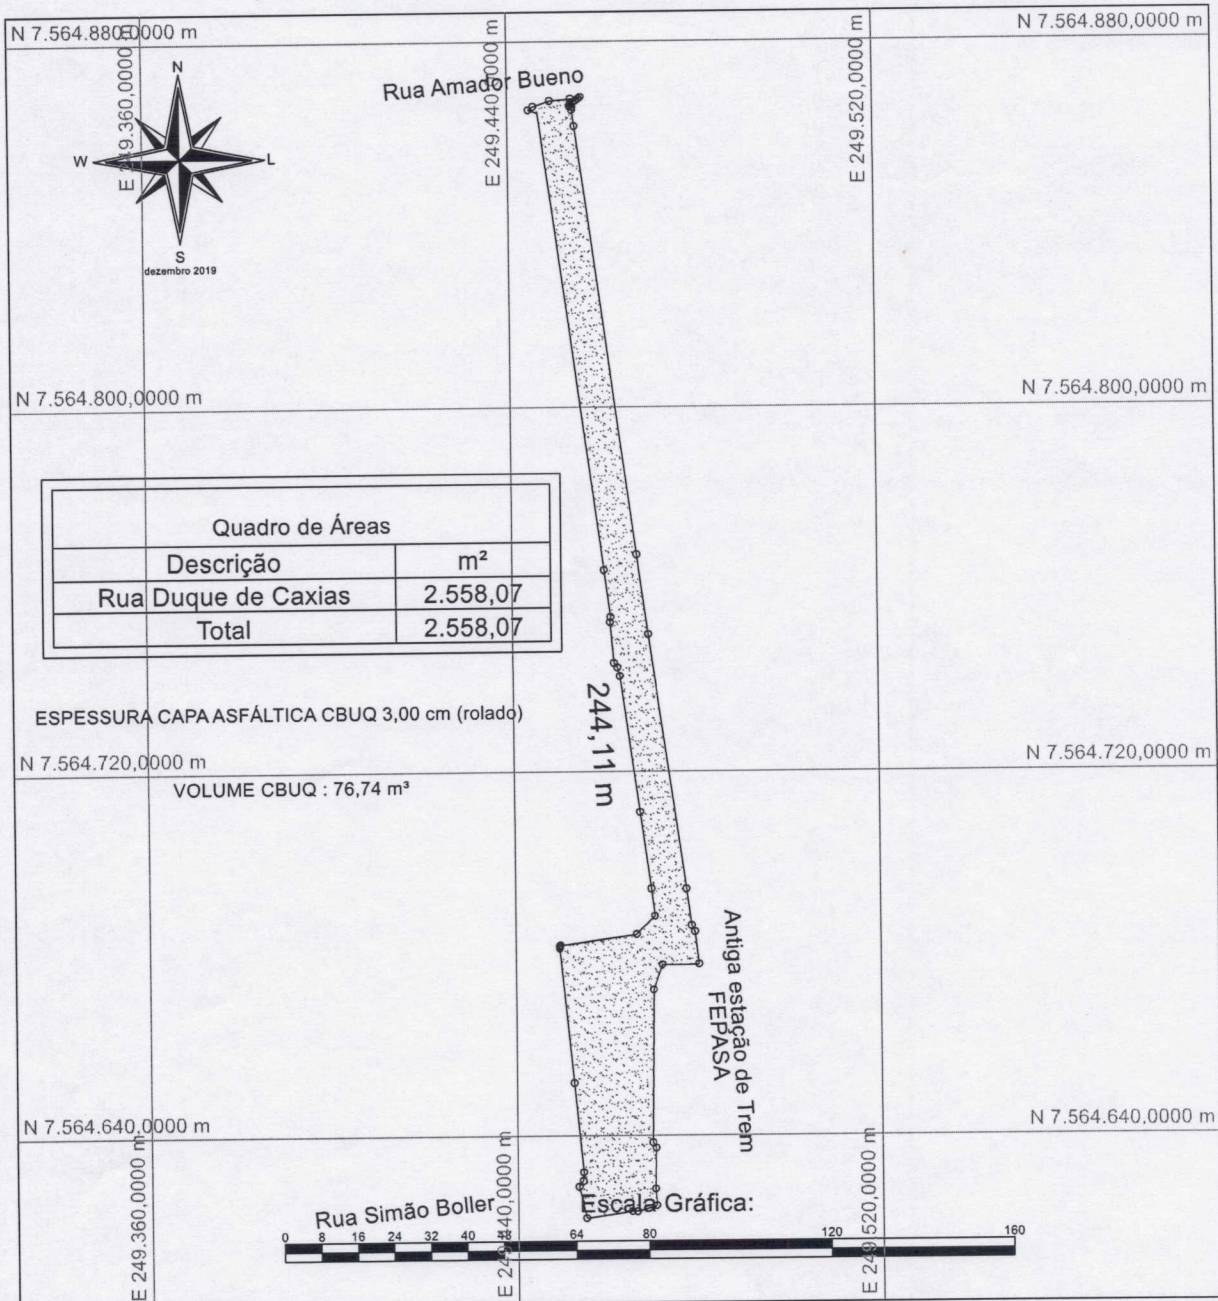 N 7.564.880,0000 m
N 7.564.880,0000 m
E 249.360,0000 m
E 249.440,0000 m
E 249.520,0000 m
Rua Amador Bueno
N
W
L
S
dezembro 2019
N 7.564.800,0000 m
N 7.564.800,0000 m
Quadro de Áreas
Descrição m²
Rua Duque de Caxias 2.558,07
Total 2.558,07
ESPESSURA CAPA ASFÁLTICA CBUQ 3,00 cm (rolado)
244,11 m
N 7.564.720,0000 m
N 7.564.720,0000 m
VOLUME CBUQ : 76,74 m³
Antiga estação de Trem
FEPASA
N 7.564.640,0000 m
N 7.564.640,0000 m
E 249.360,0000 m
E 249.440,0000 m
E 249.520,0000 m
Rua Simão Boller
Escala Gráfica:
0 8 16 24 32 40 48 64 80 120 160